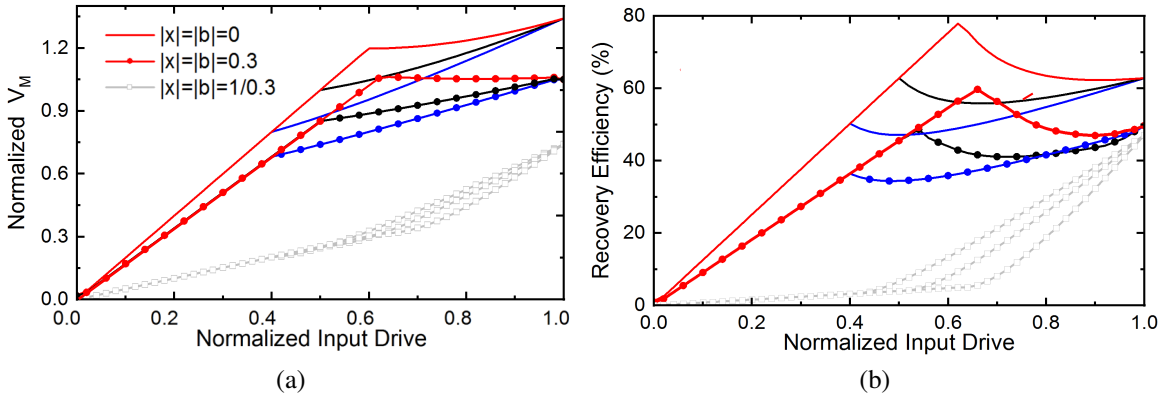 1.2
0.9
0.6
0.3
0.0
Normalized V_M
|x|=|b|=0
|x|=|b|=0.3
|x|=|b|=1/0.3
0.0 0.2 0.4 0.6 0.8 1.0
Normalized Input Drive
(a)
80
60
40
20
0
Recovery Efficiency (%)
0.0 0.2 0.4 0.6 0.8 1.0
Normalized Input Drive
(b)